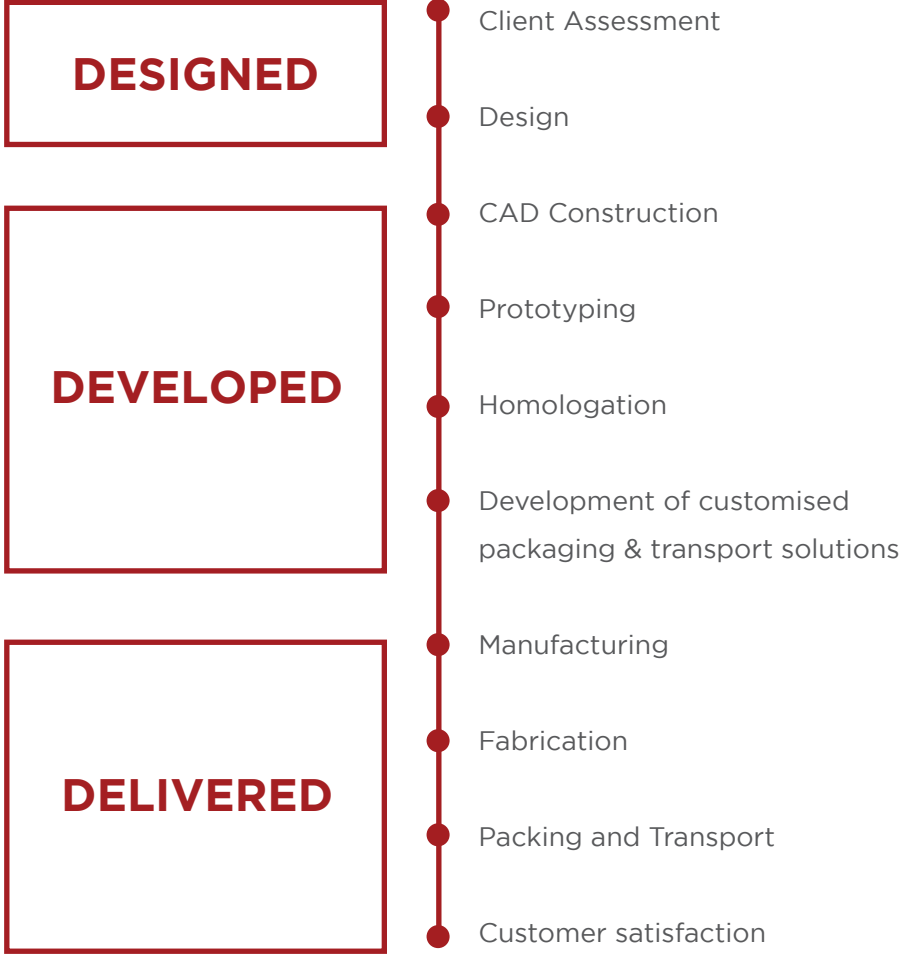 DESIGNED
Client Assessment
Design
DEVELOPED
CAD Construction
Prototyping
Homologation
Development of customised
packaging & transport solutions
DELIVERED
Manufacturing
Fabrication
Packing and Transport
Customer satisfaction